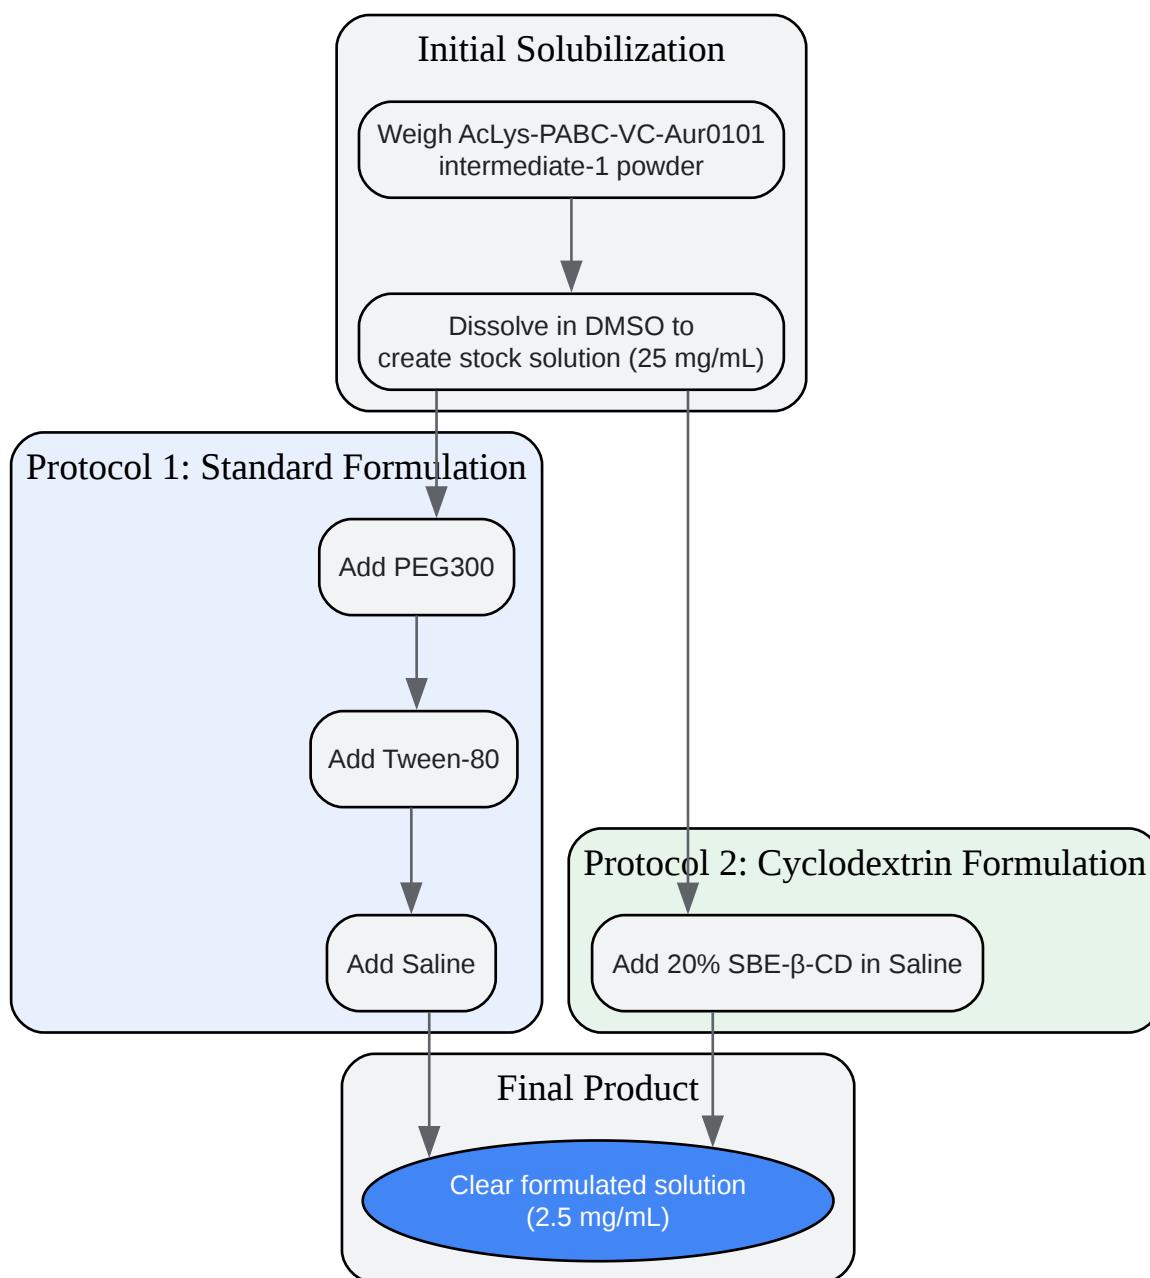 Initial Solubilization
Weigh AcLys-PABC-VC-Aur0101
intermediate-1 powder
Dissolve in DMSO to
create stock solution (25 mg/mL)
Protocol 1: Standard Formulation
Add PEG300
Add Tween-80
Add Saline
Protocol 2: Cyclodextrin Formulation
Add 20% SBE-β-CD in Saline
Final Product
Clear formulated solution
(2.5 mg/mL)